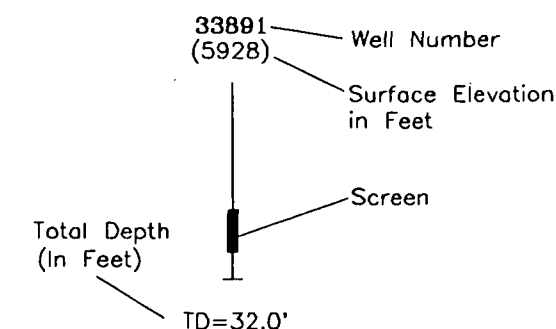 33891
Well Number
(5928)
Surface Elevation
in Feet
Screen
Total Depth
(In Feet)
TD=32.0'